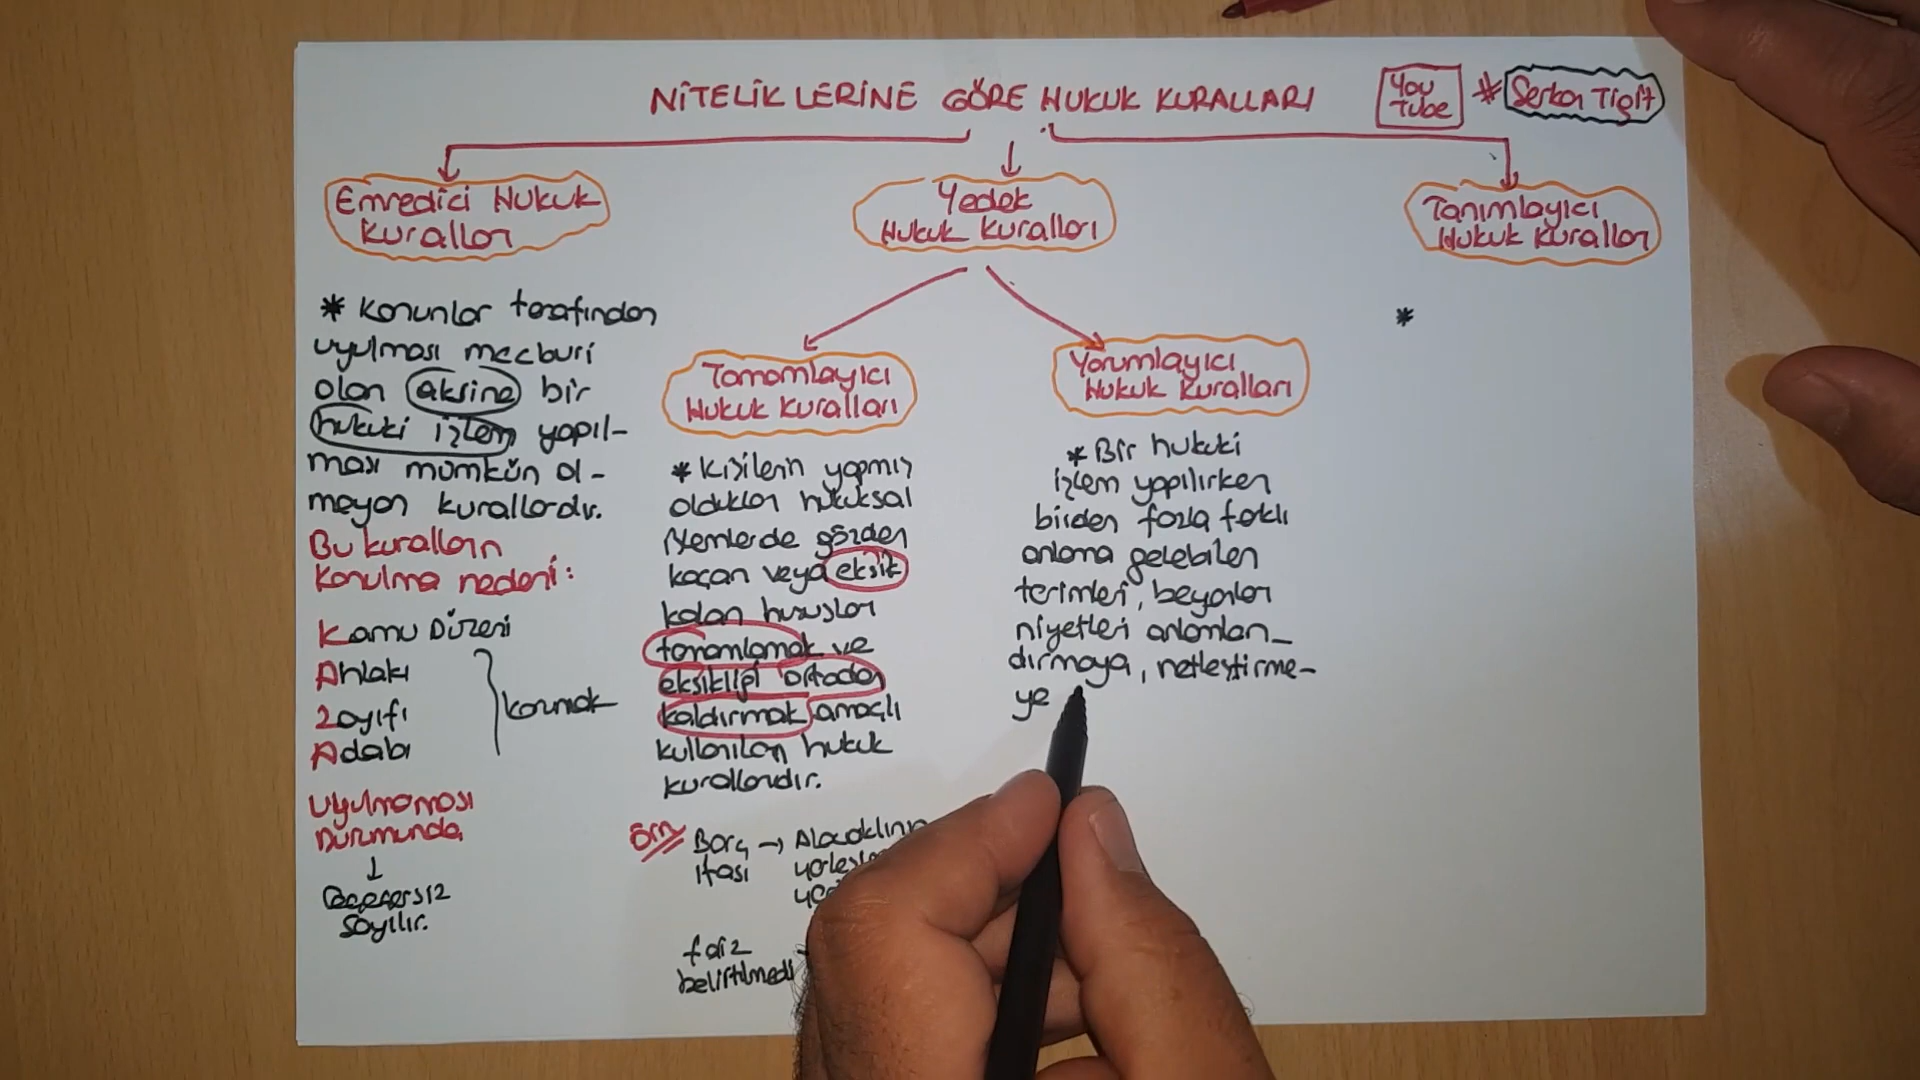 NİTELİKLERİNE GÖRE HUKUK KURALLARI
You
Tube
* Serkan Tigit
Emredici Hukuk
Kuralları
* Kanunlar tarafından
uyulması mecburi
olan aksine bir
hukuki işlem yapıl-
ması mümkün ol-
mayan kurallardır.
Bu kuralların
konulma nedeni:
Kamu Düzeni
Ahlakı
Zayıfı
Adabı
korumak
Uyulmaması
Durumunda
↓
Geçersiz
Sayılır.
Yedek
Hukuk Kuralları
Tamamlayıcı
Hukuk Kuralları
* Kişilerin yapmış
oldukları hukuksal
işlemlerde gözden
kaçan veya eksik
kalan hususları
tamamlamak ve
eksikliği ortadan
kaldırmak amaçlı
kullanılan hukuk
kurallarıdır.
Örn
Borç → Alacaklının
ifası
faiz
belirtilmedi
Yorumlayıcı
Hukuk Kuralları
* Bir hukuki
işlem yapılırken
birden fazla farklı
anlama gelebilen
terimleri, beyanları
niyetleri anlamlan-
dırmaya, netleştirme-
ye
Tanımlayıcı
Hukuk Kuralları
*